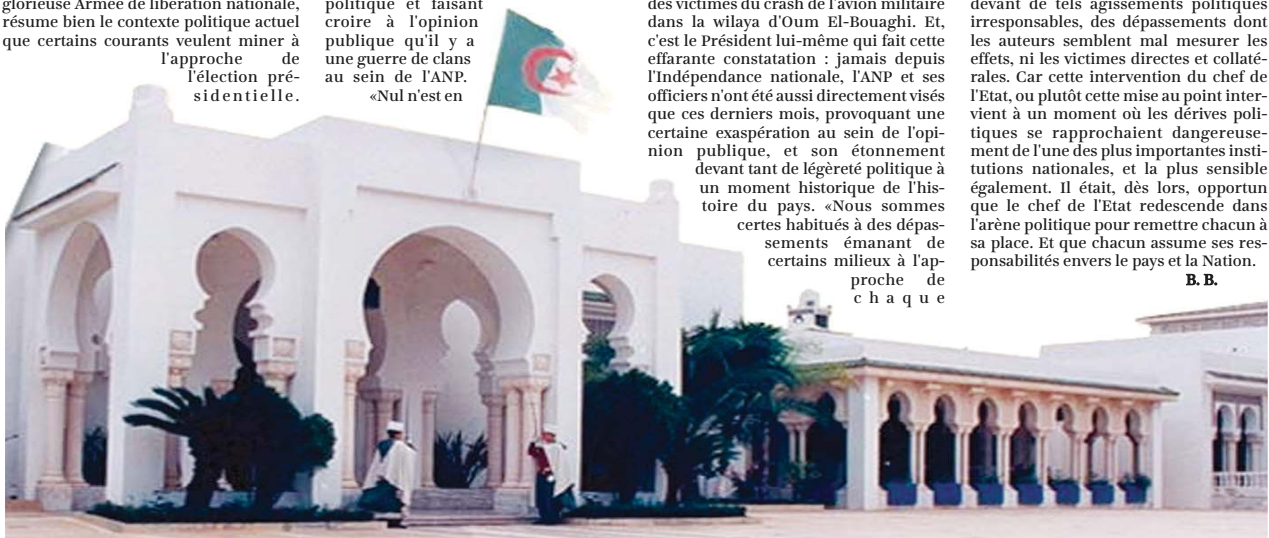 glorieuse Armée de libération nationale,
résume bien le contexte politique actuel
que certains courants veulent miner à
l'approche de
l'élection pré-
sidentielle.
politique et faisant
croire à l'opinion
publique qu'il y a
une guerre de clans
au sein de l'ANP.
«Nul n'est en
des victimes du crash de l'avion militaire
dans la wilaya d'Oum El-Bouaghi. Et,
c'est le Président lui-même qui fait cette
effarante constatation : jamais depuis
l'Indépendance nationale, l'ANP et ses
officiers n'ont été aussi directement visés
que ces derniers mois, provoquant une
certaine exaspération au sein de l'opi-
nion publique, et son étonnement
devant tant de légèreté politique à
un moment historique de l'his-
toire du pays. «Nous sommes
certes habitués à des dépas-
sements émanant de
certains milieux à l'ap-
proche de
chaque
devant de tels agissements politiques
irresponsables, des dépassements dont
les auteurs semblent mal mesurer les
effets, ni les victimes directes et collaté-
rales. Car cette intervention du chef de
l'Etat, ou plutôt cette mise au point inter-
vient à un moment où les dérives poli-
tiques se rapprochaient dangereuse-
ment de l'une des plus importantes insti-
tutions nationales, et la plus sensible
également. Il était, dès lors, opportun
que le chef de l'Etat redescende dans
l'arène politique pour remettre chacun à
sa place. Et que chacun assume ses res-
ponsabilités envers le pays et la Nation.
B. B.